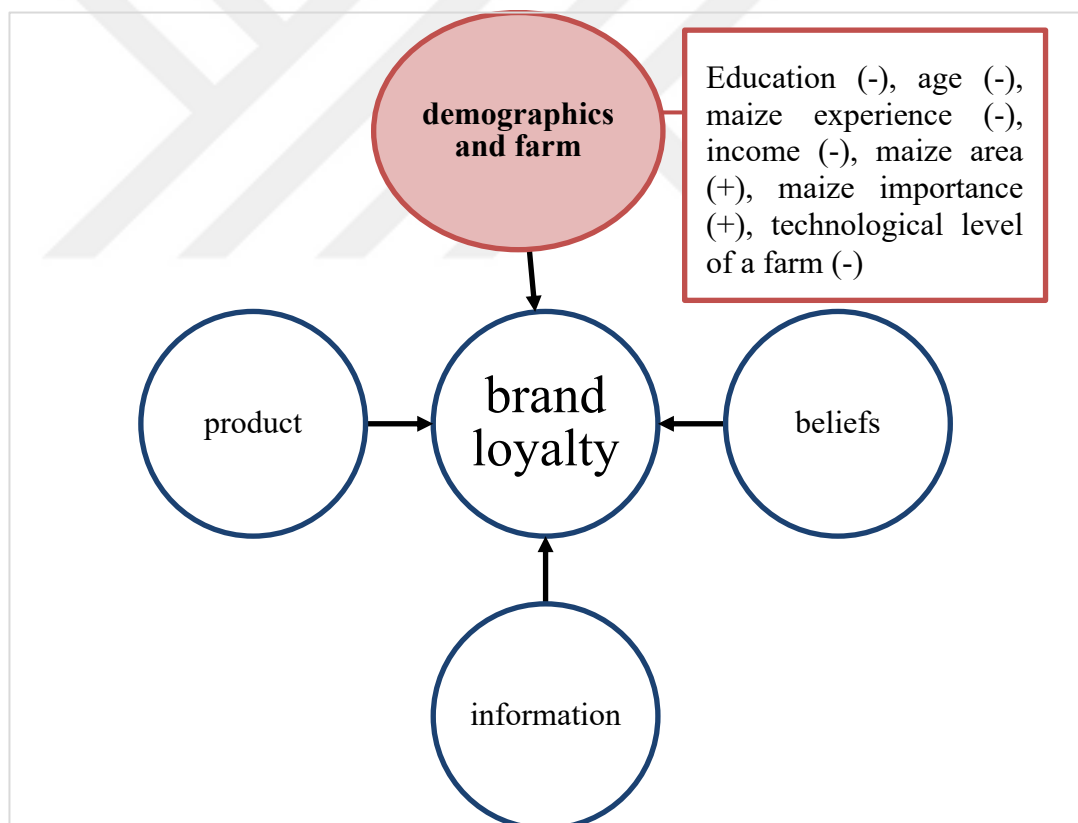 demographics
and farm
Education (-), age (-),
maize experience (-),
income (-), maize area
(+), maize importance
(+), technological level
of a farm (-)
product
brand
loyalty
beliefs
information